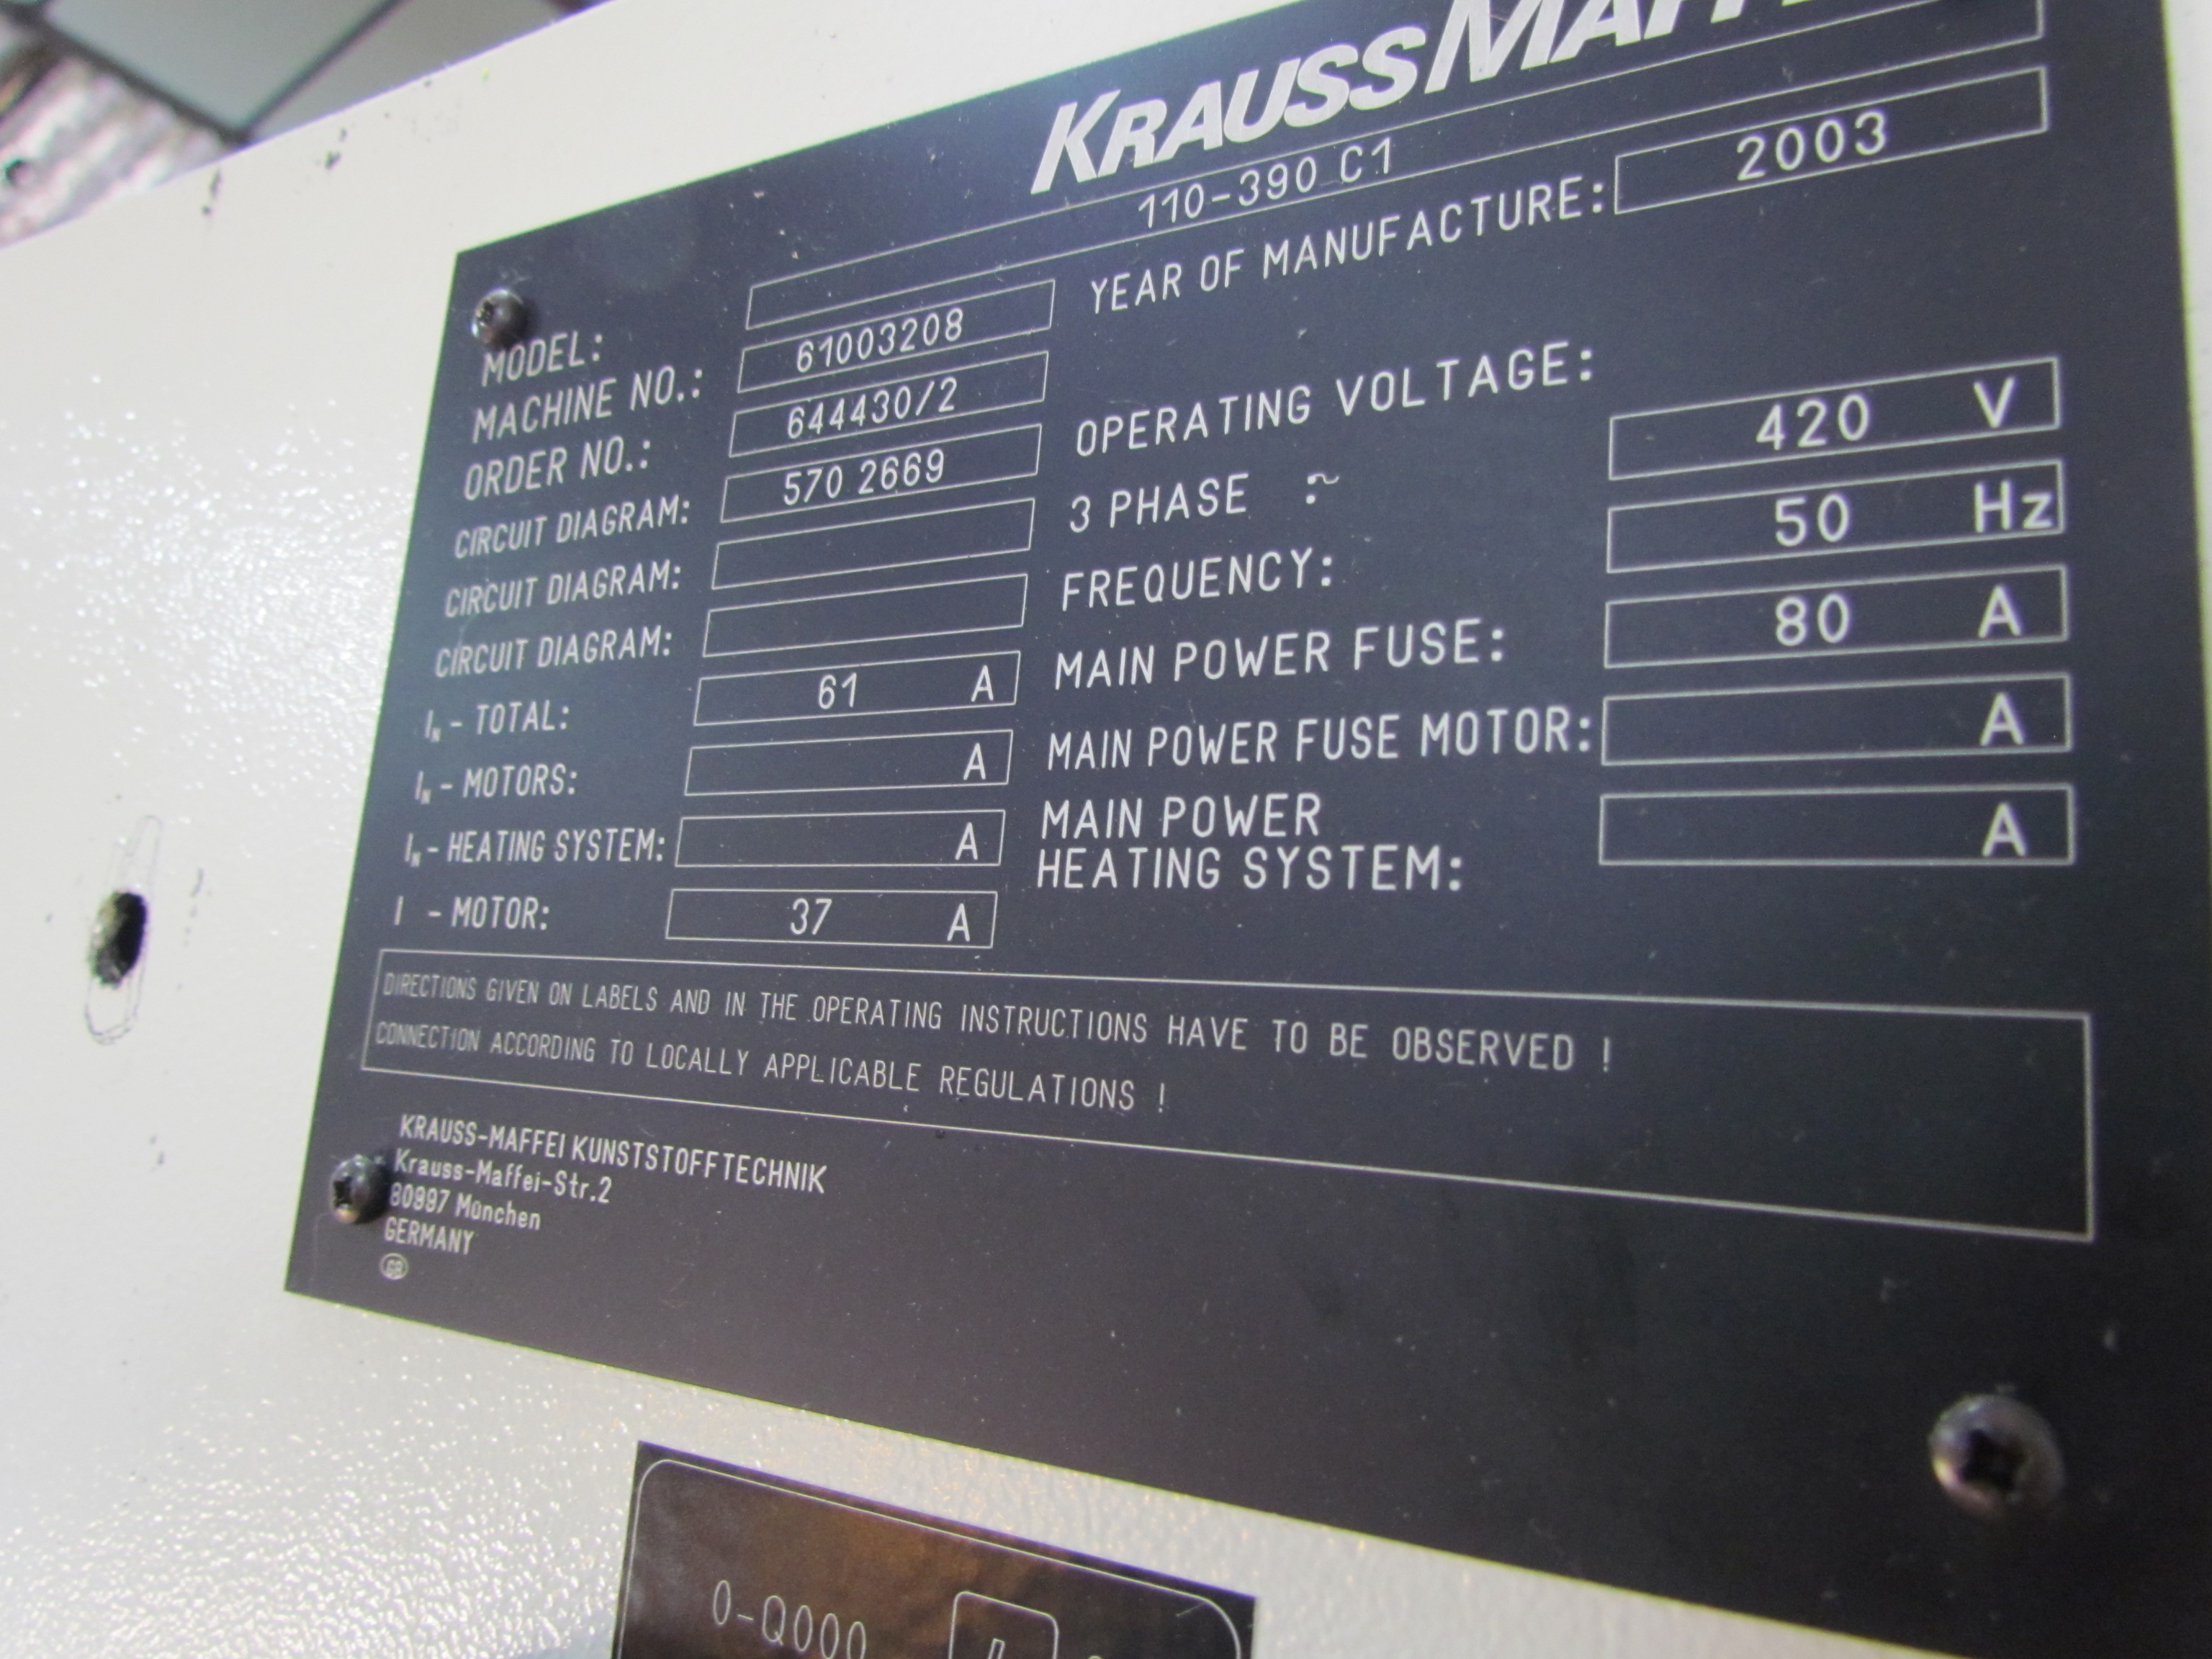 KRAUSSMAFFE
MODEL: 110-390 C1
MACHINE NO.: 61003208 YEAR OF MANUFACTURE: 2003
ORDER NO.: 644430/2
CIRCUIT DIAGRAM: 570 2669 OPERATING VOLTAGE: 420 V
CIRCUIT DIAGRAM: 3 PHASE ~
CIRCUIT DIAGRAM: FREQUENCY: 50 Hz
IN - TOTAL: 61 A MAIN POWER FUSE: 80 A
IN - MOTORS: A MAIN POWER FUSE MOTOR: A
IN - HEATING SYSTEM: A MAIN POWER
HEATING SYSTEM: A
I - MOTOR: 37 A
DIRECTIONS GIVEN ON LABELS AND IN THE OPERATING INSTRUCTIONS HAVE TO BE OBSERVED !
CONNECTION ACCORDING TO LOCALLY APPLICABLE REGULATIONS !
KRAUSS-MAFFEI KUNSTSTOFFTECHNIK
Krauss-Maffei-Str.2
80997 München
GERMANY
GB
0-Q000